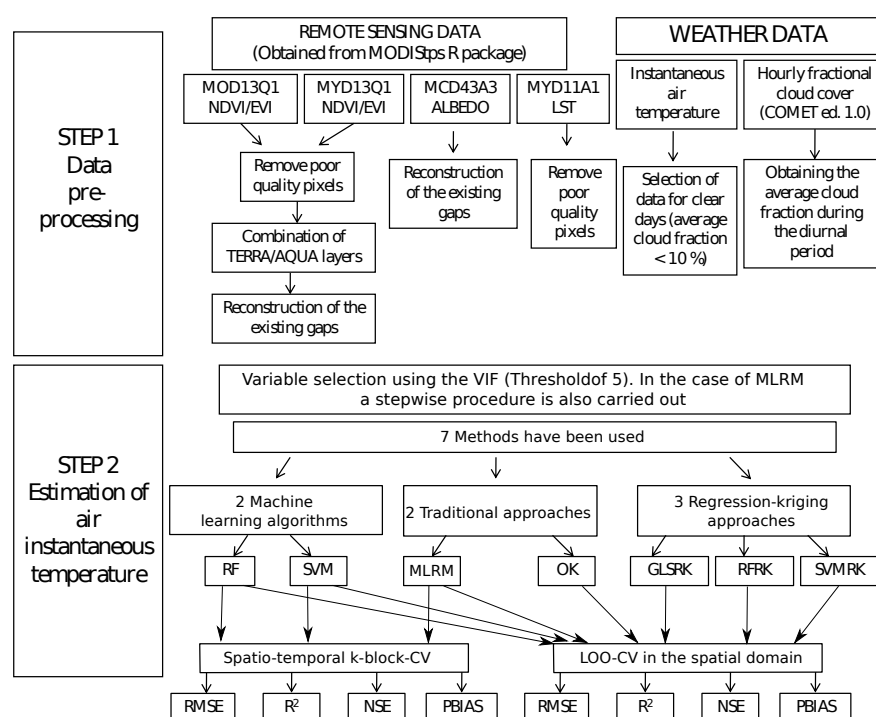 REMOTE SENSING DATA
(Obtained from MODIStps R package)
WEATHER DATA
STEP 1
Data
pre-
processing
MOD13Q1
NDVI/EVI
MYD13Q1
NDVI/EVI
MCD43A3
ALBEDO
MYD11A1
LST
Instantaneous
air
temperature
Hourly fractional
cloud cover
(COMET ed. 1.0)
Remove poor
quality pixels
Reconstruction
of the existing
gaps
Remove
poor
quality
pixels
Selection of
data for clear
days (average
cloud fraction
< 10 %)
Obtaining the
average cloud
fraction during
the diurnal
period
Combination of
TERRA/AQUA layers
Reconstruction of the
existing gaps
STEP 2
Estimation of
air
instantaneous
temperature
Variable selection using the VIF (Thresholdof 5). In the case of MLRM
a stepwise procedure is also carried out
7 Methods have been used
2 Machine
learning algorithms
2 Traditional approaches
3 Regression-kriging
approaches
RF
SVM
MLRM
OK
GLSRK
RFRK
SVMRK
Spatio-temporal k-block-CV
LOO-CV in the spatial domain
RMSE
R²
NSE
PBIAS
RMSE
R²
NSE
PBIAS